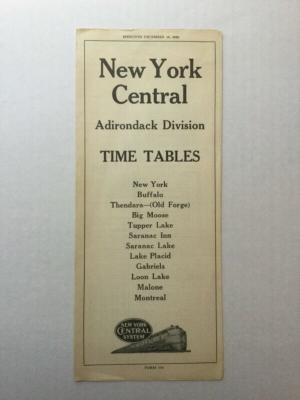 New York
Central
Adirondack Division
TIME TABLES
New York
Buffalo
Thendara—(Old Forge)
Big Moose
Tupper Lake
Saranac Inn
Saranac Lake
Lake Placid
Gabriels
Loon Lake
Malone
Montreal
NEW YORK
CENTRAL
SYSTEM